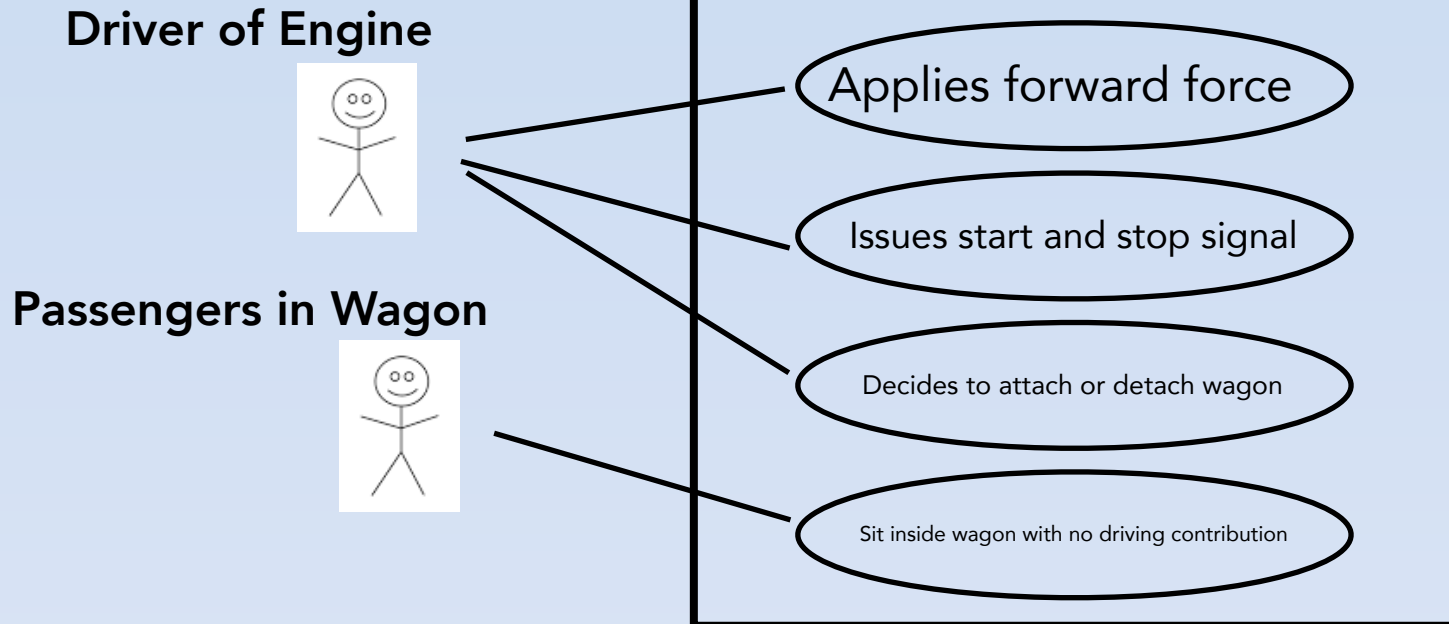 Driver of Engine
Applies forward force
Issues start and stop signal
Passengers in Wagon
Decides to attach or detach wagon
Sit inside wagon with no driving contribution